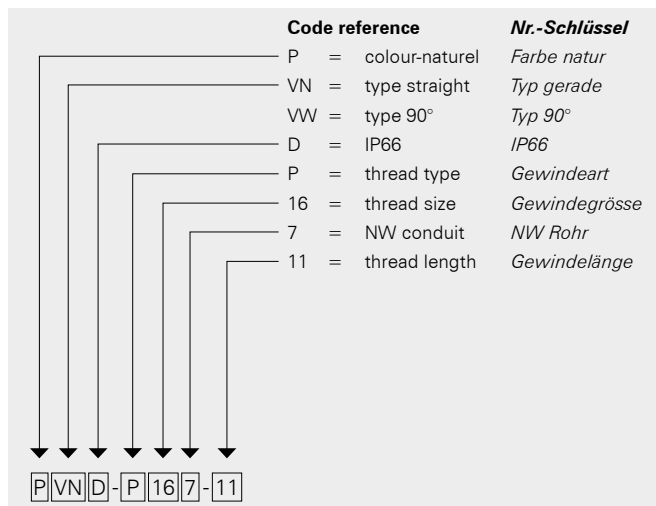 Code reference Nr.-Schlüssel
P = colour-naturel Farbe natur
VN = type straight Typ gerade
VW = type 90° Typ 90°
D = IP66 IP66
P = thread type Gewindeart
16 = thread size Gewindegrösse
7 = NW conduit NW Rohr
11 = thread length Gewindelänge
PVND-P167-11